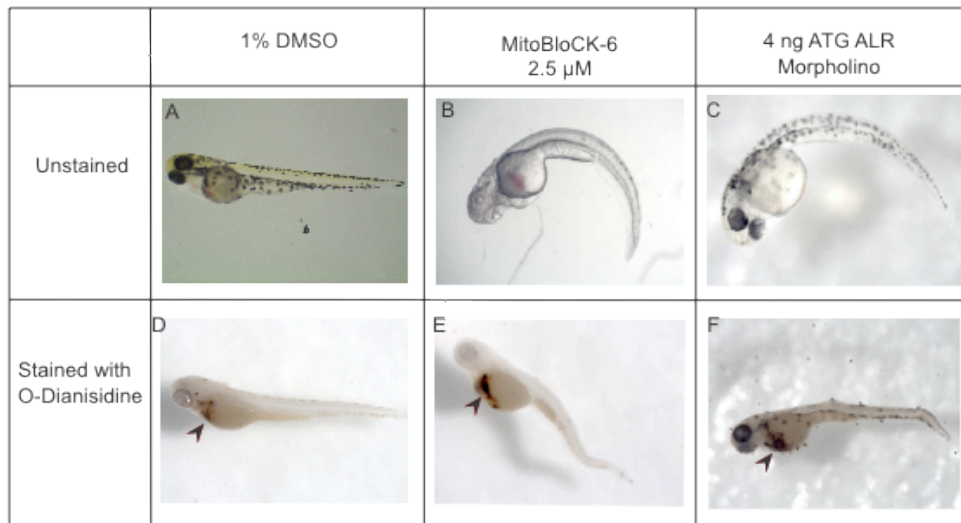 1% DMSO
MitoBloCK-6
2.5 µM
4 ng ATG ALR
Morpholino
Unstained
A
B
C
Stained with
O-Dianisidine
D
E
F